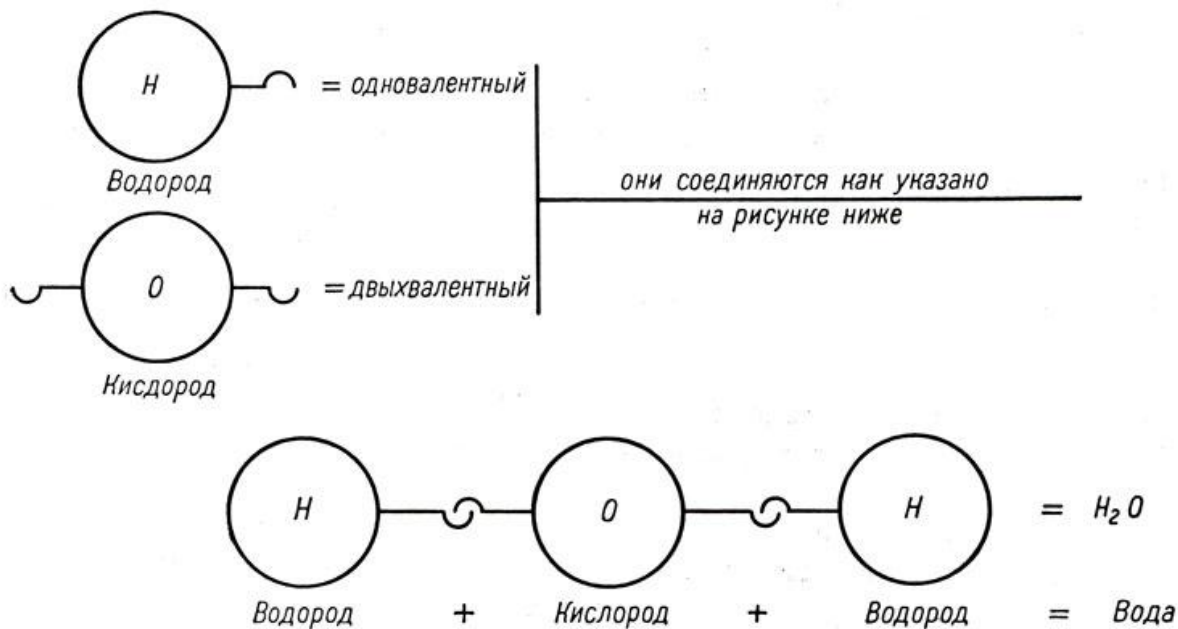 H = одновалентный
Водород
они соединяются как указано
на рисунке ниже
O = двыхвалентный
Кисдород
H O H = H₂O
Водород + Кислород + Водород = Вода